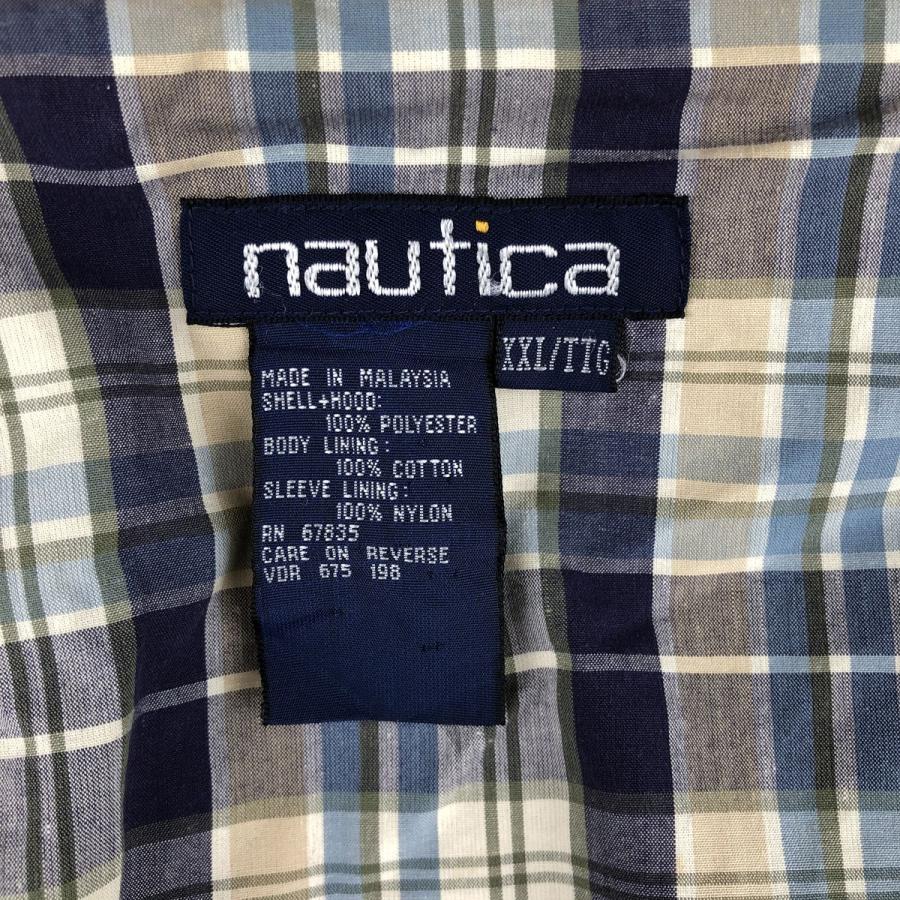 nautica
XXL/TTG
MADE IN MALAYSIA
SHELL+HOOD:
100% POLYESTER
BODY LINING:
100% COTTON
SLEEVE LINING:
100% NYLON
RN 67835
CARE ON REVERSE
VDR 675 198